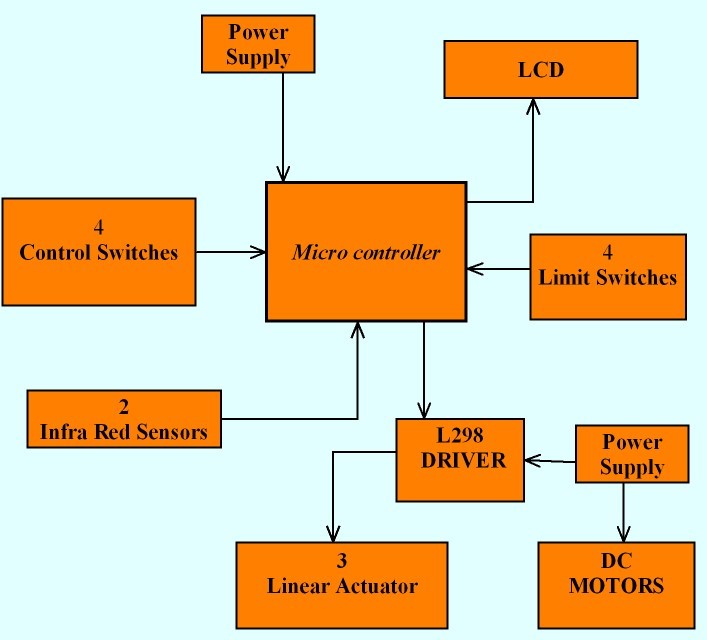 Power
Supply
LCD
4
Control Switches
Micro controller
4
Limit Switches
2
Infra Red Sensors
L298
DRIVER
Power
Supply
3
Linear Actuator
DC
MOTORS